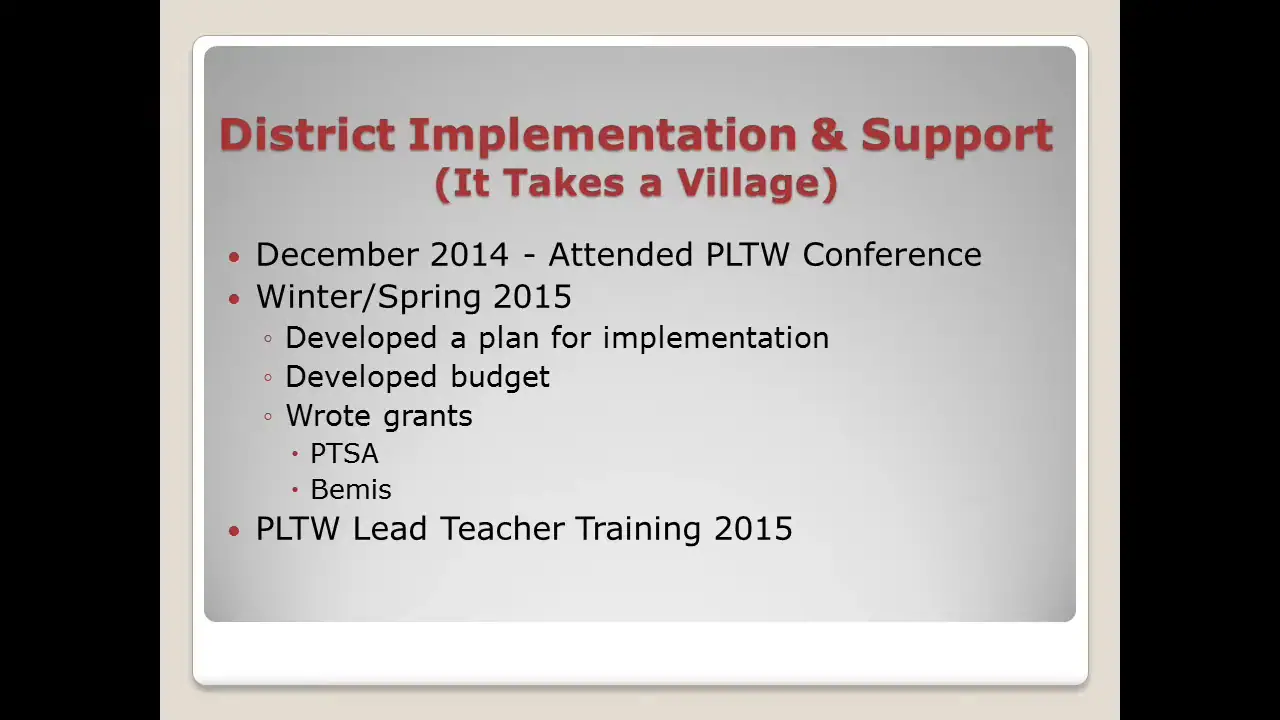 District Implementation & Support
(It Takes a Village)
• December 2014 - Attended PLTW Conference
• Winter/Spring 2015
◦ Developed a plan for implementation
◦ Developed budget
◦ Wrote grants
▪ PTSA
▪ Bemis
• PLTW Lead Teacher Training 2015